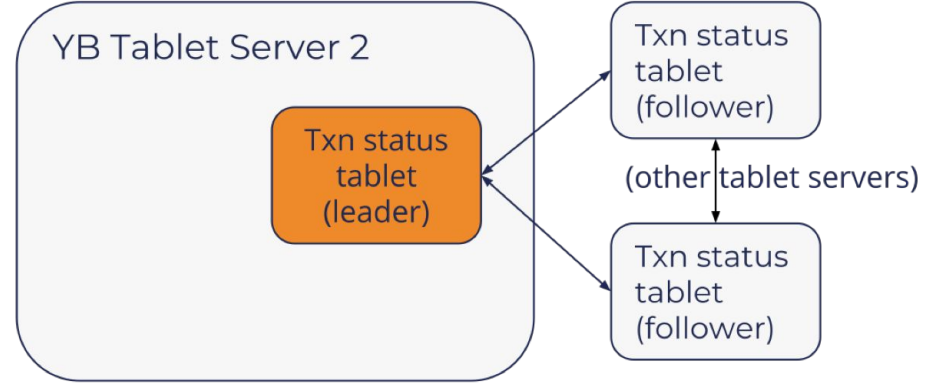 YB Tablet Server 2
Txn status
tablet
(leader)
Txn status
tablet
(follower)
(other tablet servers)
Txn status
tablet
(follower)